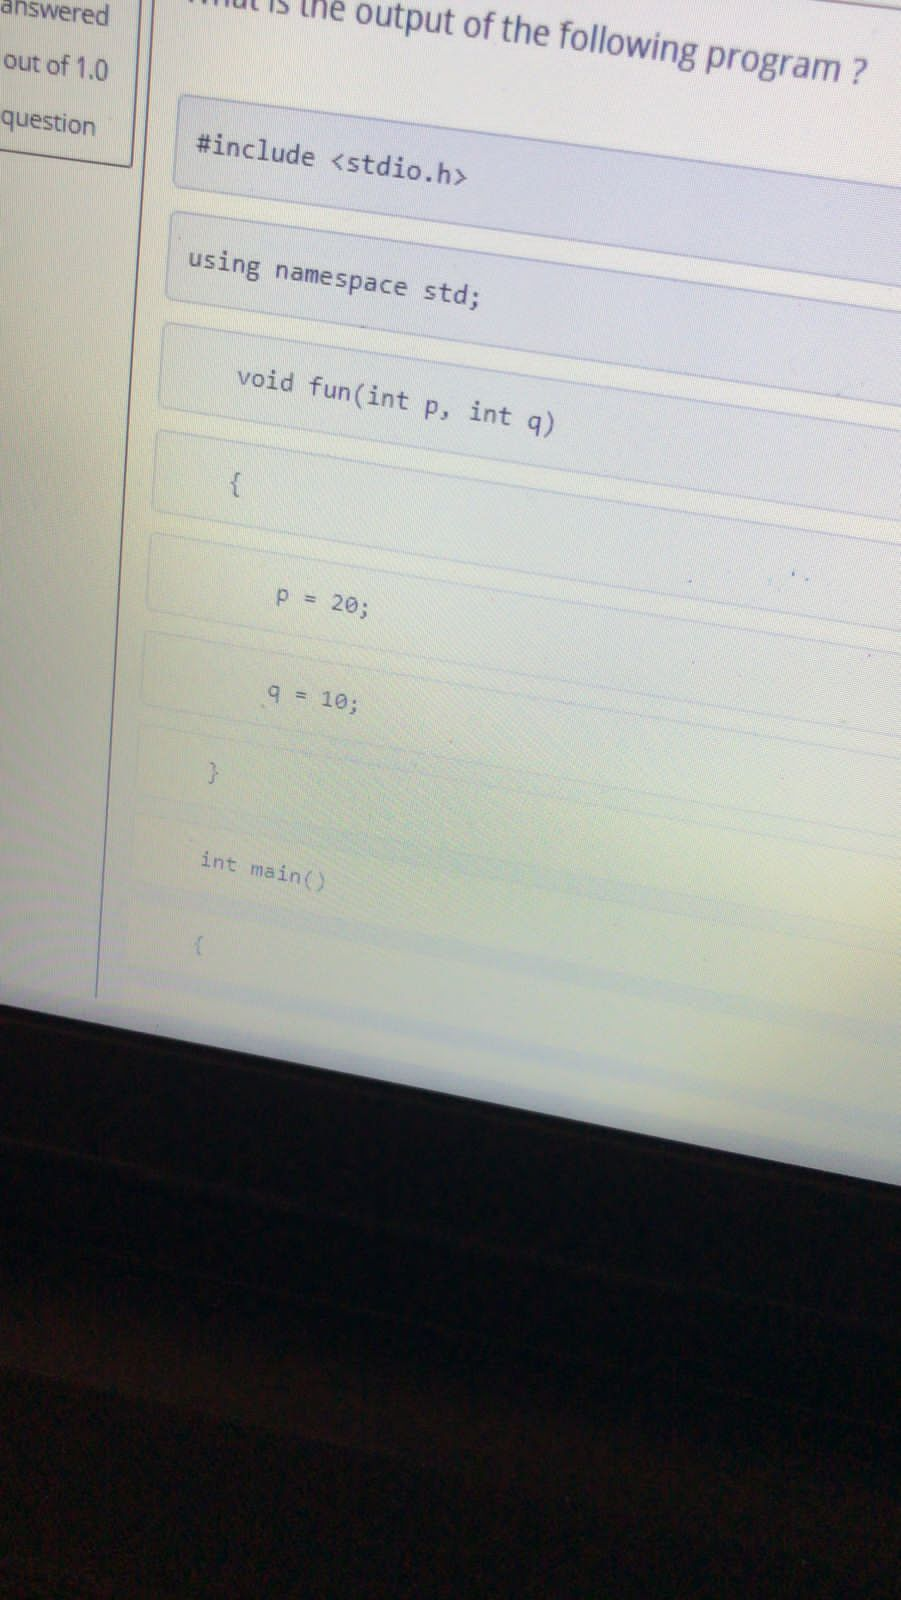 answered
out of 1.0
question
is the output of the following program ?
#include <stdio.h>
using namespace std;
void fun(int p, int q)
{
p = 20;
q = 10;
}
int main()
{